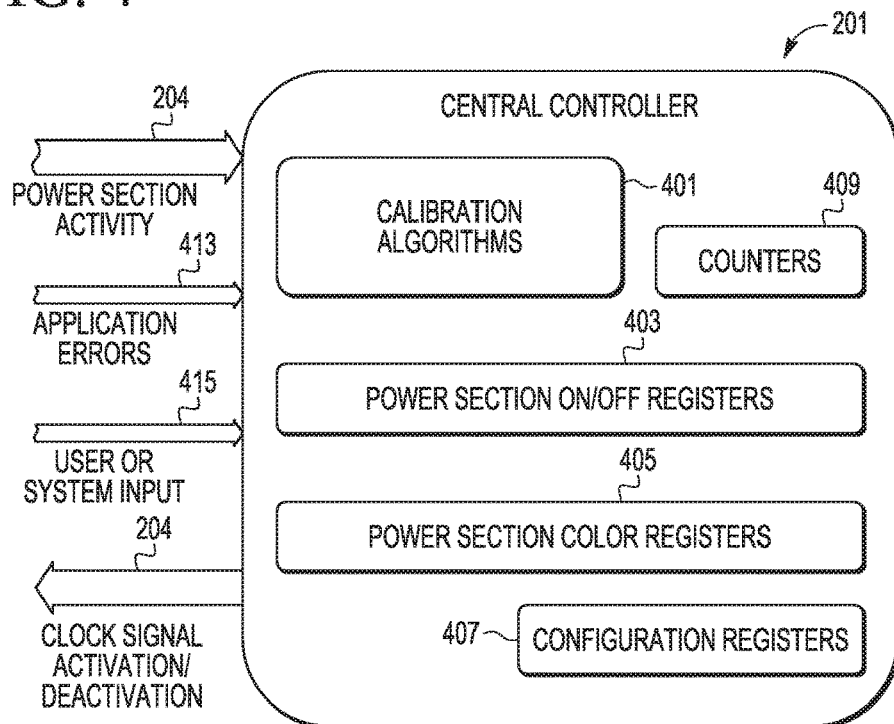 201
204
CENTRAL CONTROLLER
POWER SECTION
ACTIVITY
CALIBRATION
ALGORITHMS
401
409
COUNTERS
413
APPLICATION
ERRORS
403
POWER SECTION ON/OFF REGISTERS
415
USER OR
SYSTEM INPUT
405
POWER SECTION COLOR REGISTERS
204
CLOCK SIGNAL
ACTIVATION/
DEACTIVATION
407
CONFIGURATION REGISTERS